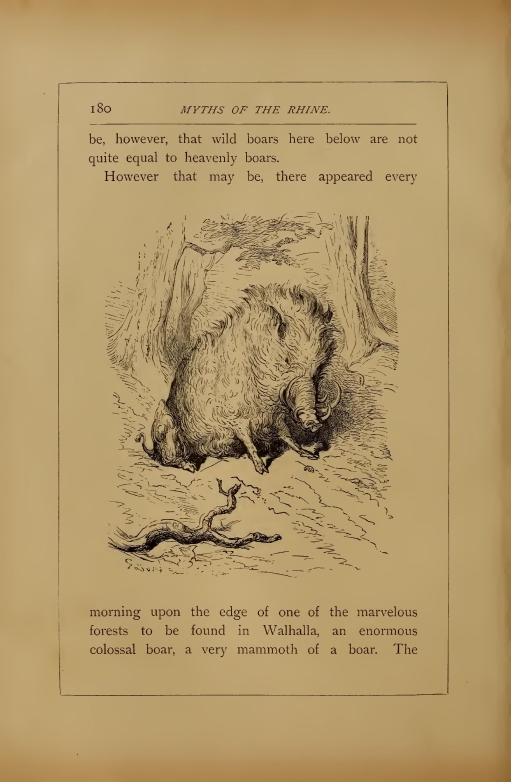 180
MYTHS OF THE RHINE.
be, however, that wild boars here below are not
quite equal to heavenly boars.
However that may be, there appeared every
morning upon the edge of one of the marvelous
forests to be found in Walhalla, an enormous
colossal boar, a very mammoth of a boar. The